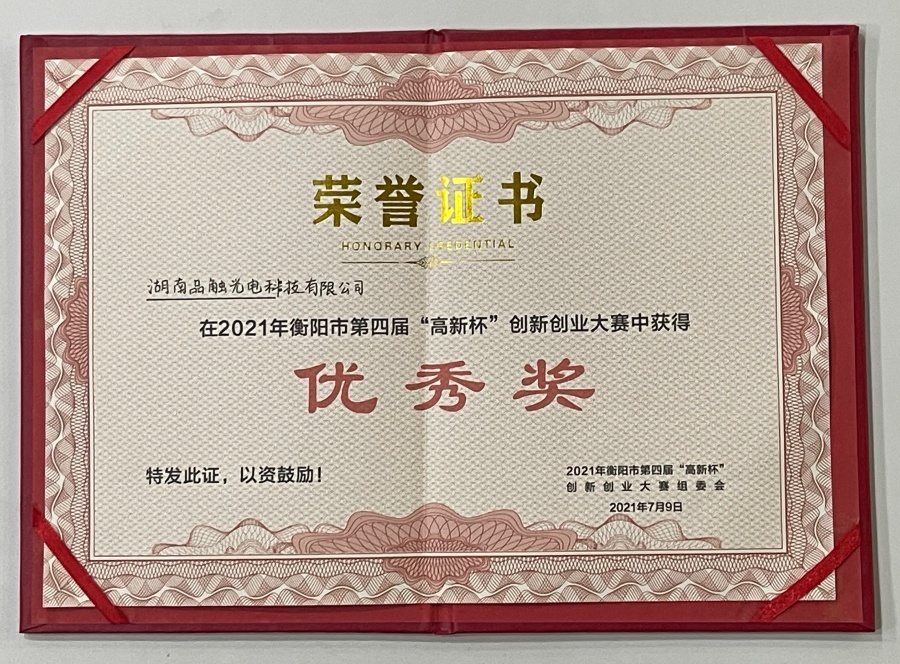 荣誉证书
HONORARY CREDENTIAL
湖南品触光电科技有限公司
在2021年衡阳市第四届“高新杯”创新创业大赛中获得
优秀奖
特发此证，以资鼓励！
2021年衡阳市第四届“高新杯”
创新创业大赛组委会
2021年7月9日